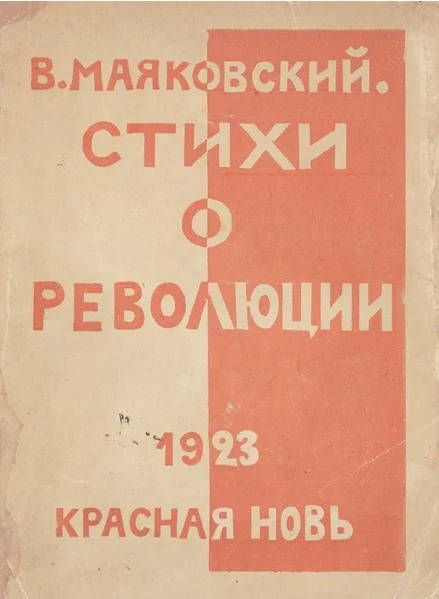 В.МАЯКОВСКИЙ.
СТИХИ
О
РЕВОЛЮЦИИ
1923
КРАСНАЯ НОВЬ